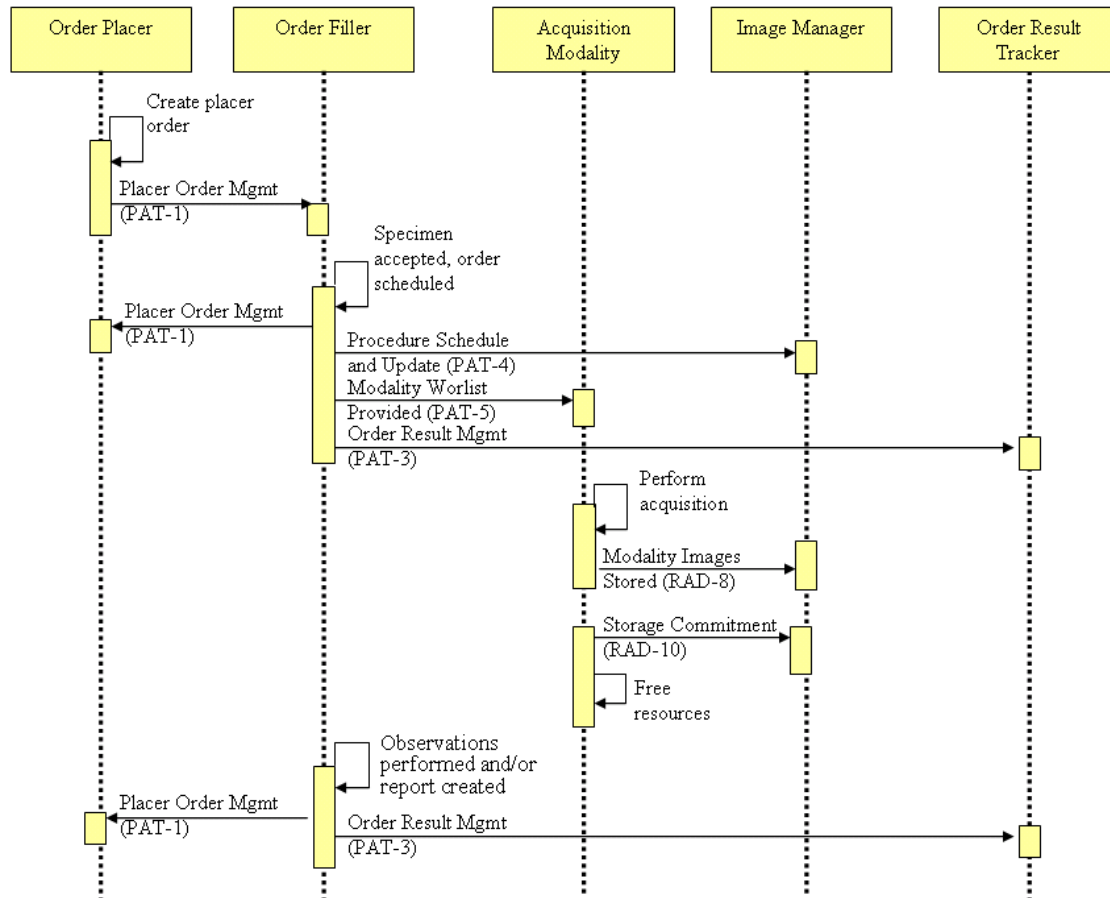 Order Placer
Order Filler
Acquisition
Modality
Image Manager
Order Result
Tracker
Create placer
order
Placer Order Mgmt
(PAT-1)
Specimen
accepted, order
scheduled
Placer Order Mgmt
(PAT-1)
Procedure Schedule
and Update (PAT-4)
Modality Worlist
Provided (PAT-5)
Order Result Mgmt
(PAT-3)
Perform
acquisition
Modality Images
Stored (RAD-8)
Storage Commitment
(RAD-10)
Free
resources
Observations
performed and/or
report created
Placer Order Mgmt
(PAT-1)
Order Result Mgmt
(PAT-3)